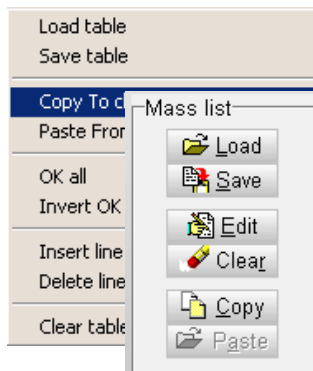 Load table
Save table
Copy To
Paste
OK all
Invert OK
Insert line
Delete line
Clear table
Mass list
Load
Save
Edit
Clear
Copy
Paste